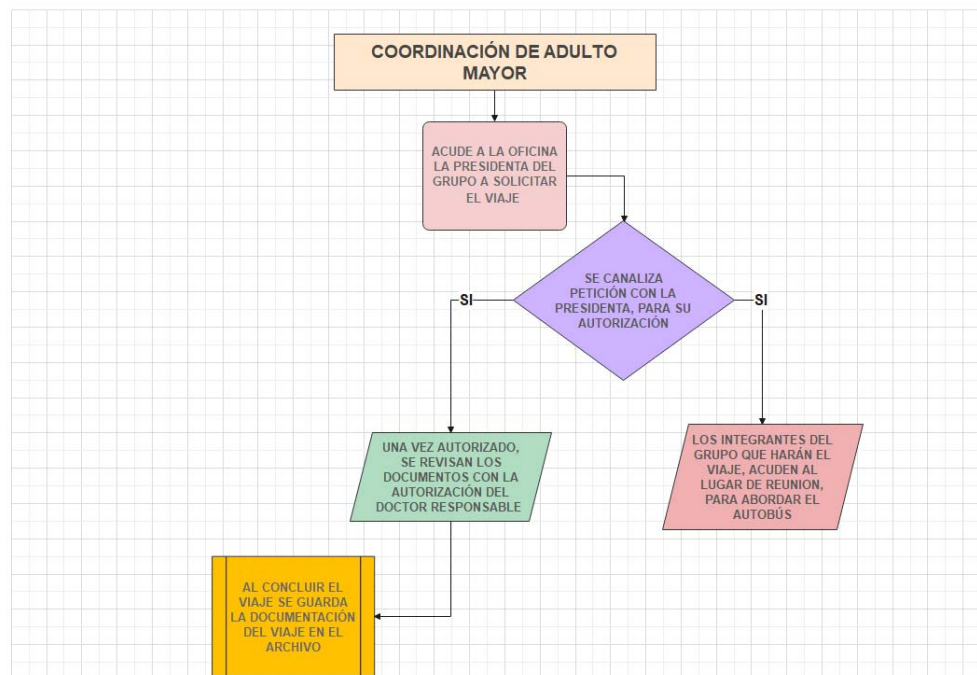 COORDINACIÓN DE ADULTO
MAYOR
ACUDE A LA OFICINA
LA PRESIDENTA DEL
GRUPO A SOLICITAR
EL VIAJE
SE CANALIZA
PETICIÓN CON LA
PRESIDENTA, PARA SU
AUTORIZACIÓN
SI
SI
UNA VEZ AUTORIZADO,
SE REVISAN LOS
DOCUMENTOS CON LA
AUTORIZACIÓN DEL
DOCTOR RESPONSABLE
LOS INTEGRANTES DEL
GRUPO QUE HARÁN EL
VIAJE, ACUDEN AL
LUGAR DE REUNION,
PARA ABORDAR EL
AUTOBÚS
AL CONCLUIR EL
VIAJE SE GUARDA
LA DOCUMENTACIÓN
DEL VIAJE EN EL
ARCHIVO